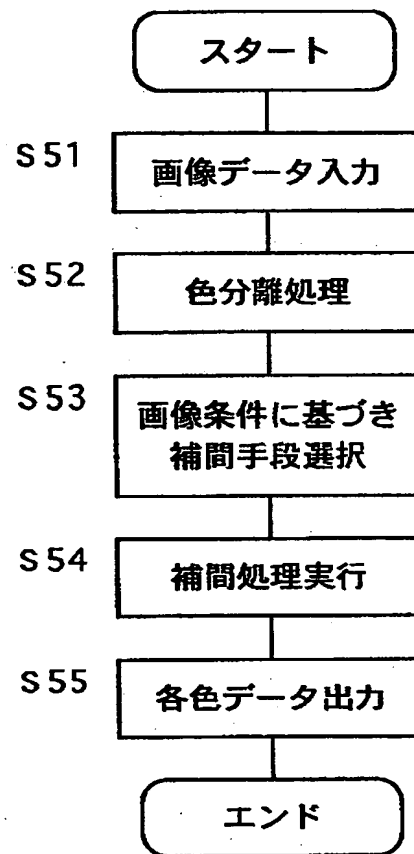 スタート
S51
画像データ入力
S52
色分離処理
S53
画像条件に基づき
補間手段選択
S54
補間処理実行
S55
各色データ出力
エンド